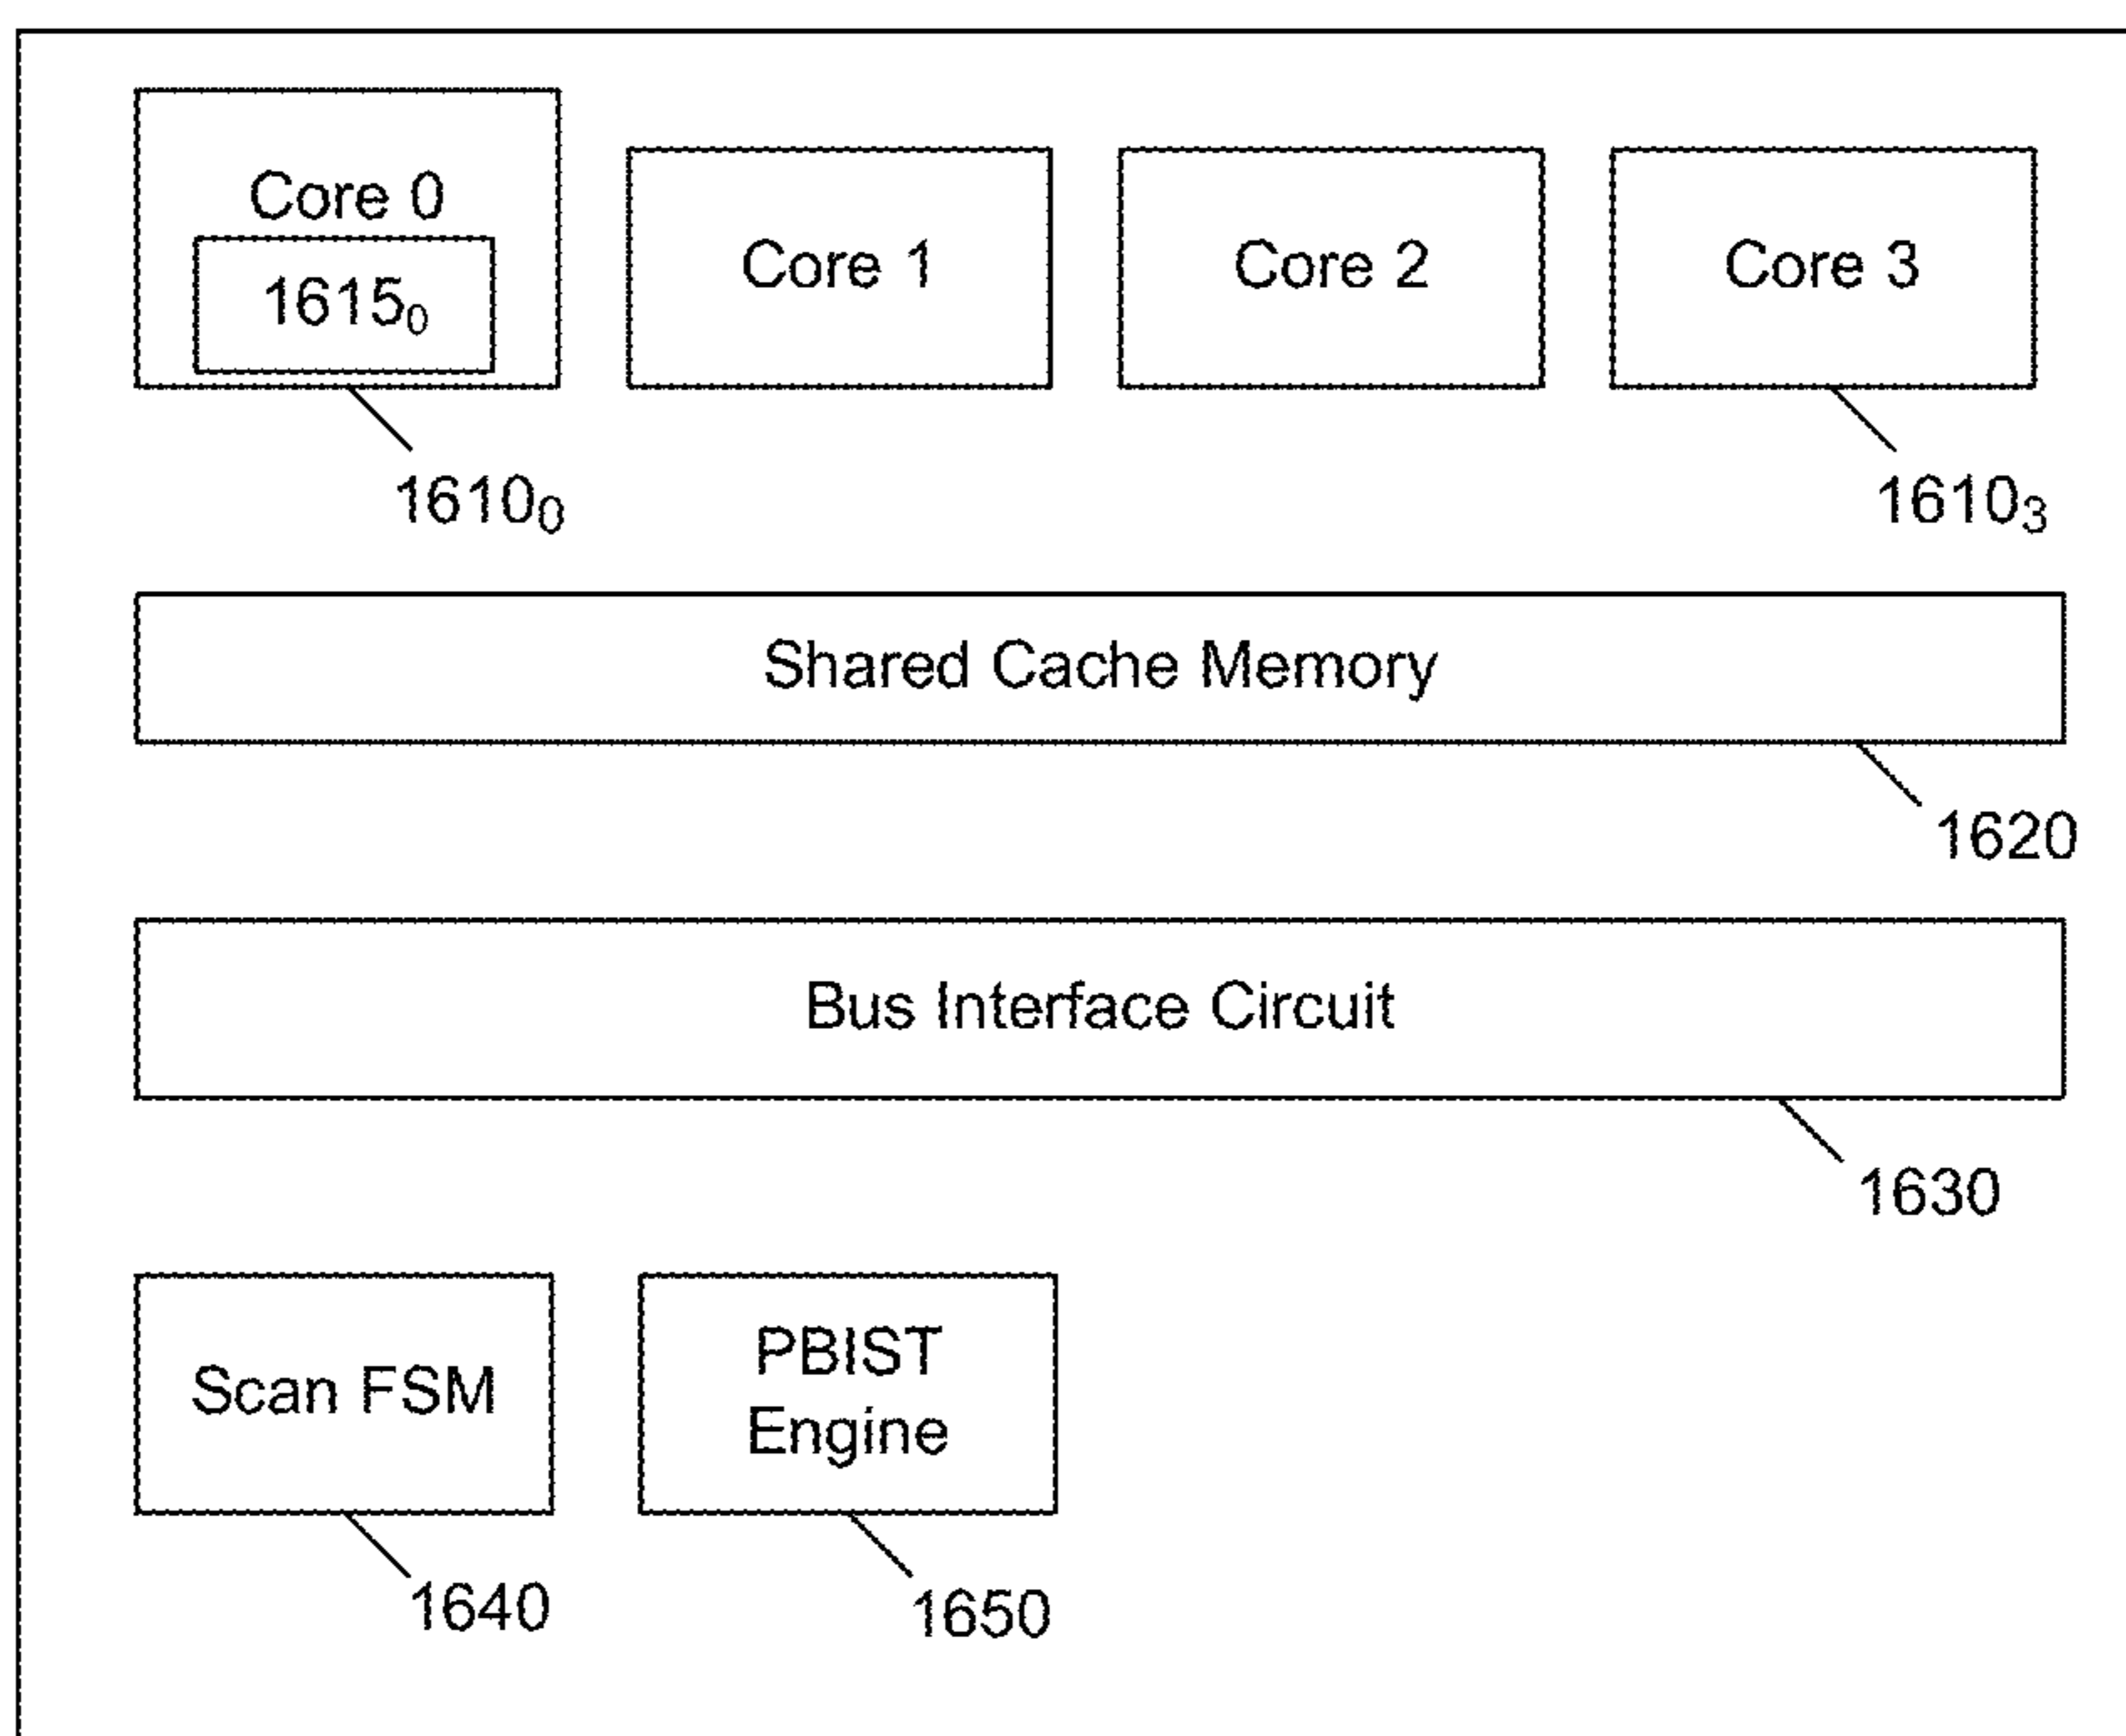 Core 0
1615₀
Core 1
Core 2
Core 3
1610₀
1610₃
Shared Cache Memory
1620
Bus Interface Circuit
1630
Scan FSM
PBIST
Engine
1640
1650